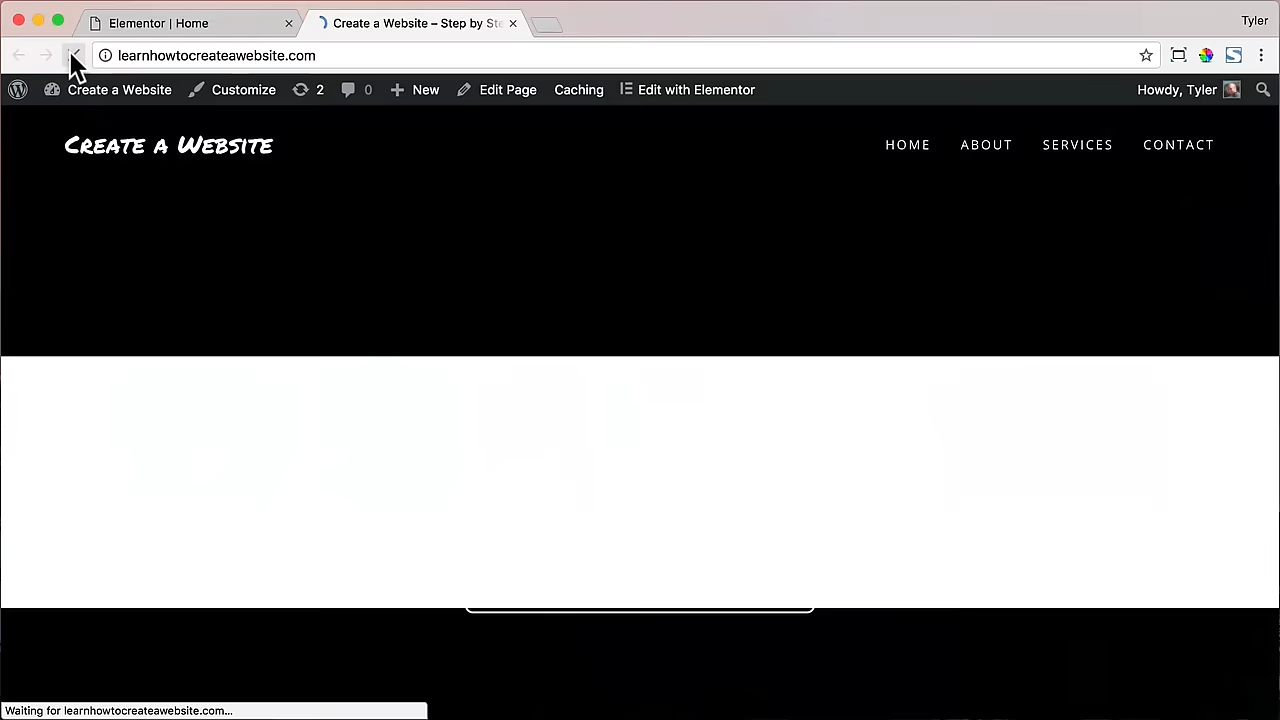 Elementor | Home
Create a Website – Step by Ste
Tyler
learnhowtocreateawebsite.com
Create a Website Customize 2 0 New Edit Page Caching Edit with Elementor Howdy, Tyler
Create a Website
HOME ABOUT SERVICES CONTACT
Waiting for learnhowtocreateawebsite.com...